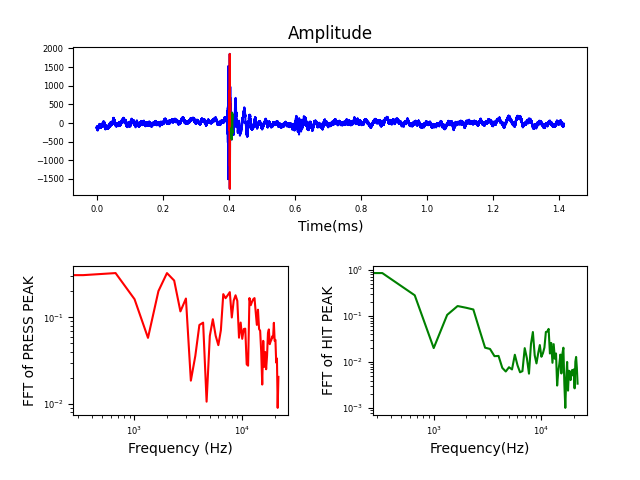 Amplitude
2000
1500
1000
500
0
−500
−1000
−1500
0.0 0.2 0.4 0.6 0.8 1.0 1.2 1.4
Time(ms)
FFT of PRESS PEAK
10⁻¹
10⁻²
10³ 10⁴
Frequency (Hz)
FFT of HIT PEAK
10⁰
10⁻¹
10⁻²
10⁻³
10³ 10⁴
Frequency(Hz)